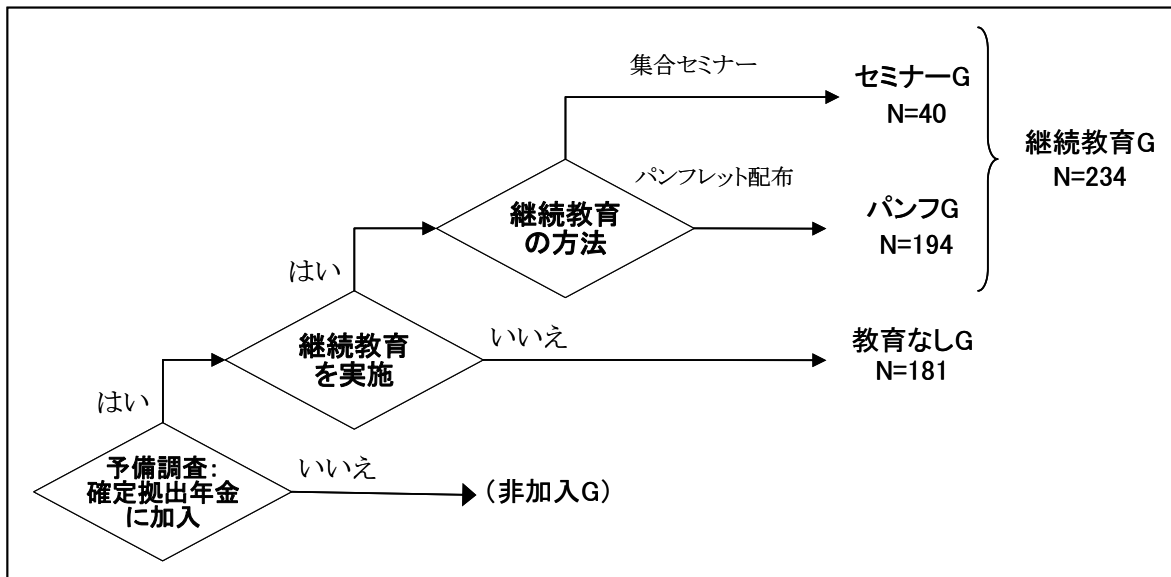 集合セミナー
セミナーG
N=40
継続教育G
N=234
パンフレット配布
パンフG
N=194
継続教育
の方法
はい
いいえ
教育なしG
N=181
継続教育
を実施
はい
いいえ
(非加入G)
予備調査:
確定拠出年金
に加入